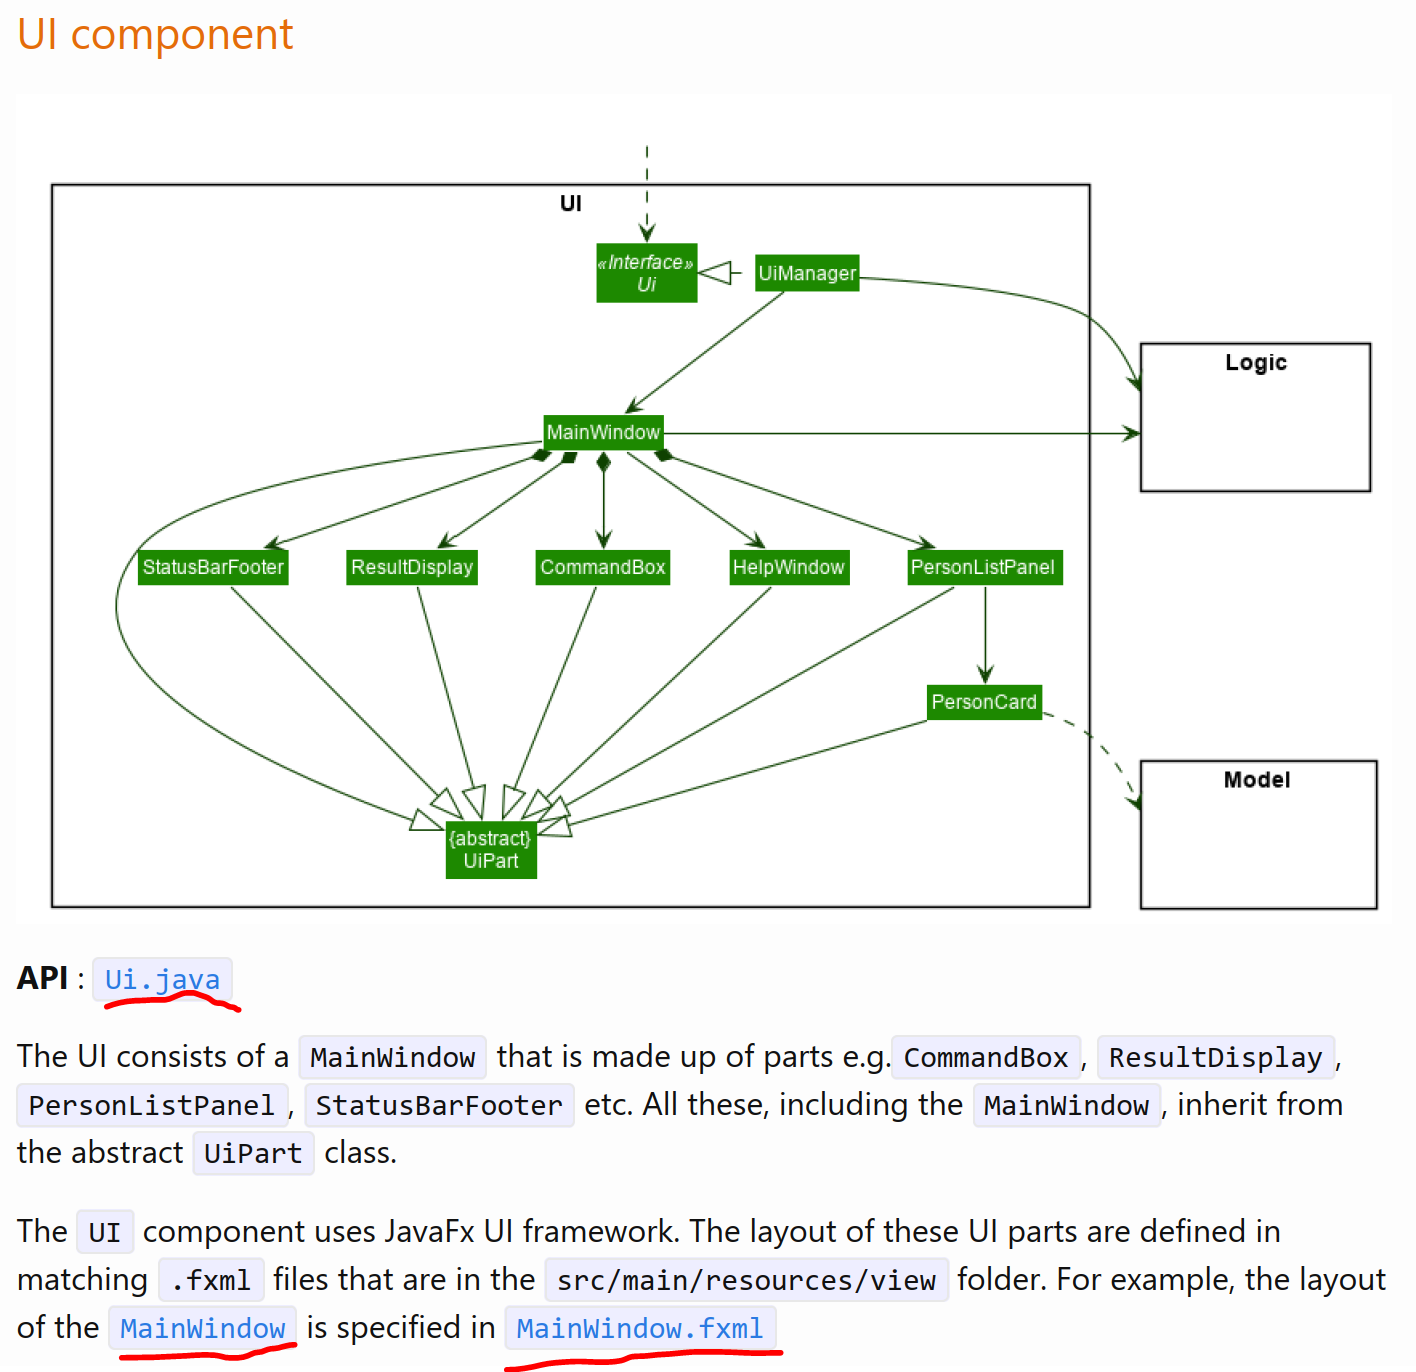 UI component
UI
«Interface»
Ui
UiManager
Logic
MainWindow
StatusBarFooter
ResultDisplay
CommandBox
HelpWindow
PersonListPanel
PersonCard
Model
{abstract}
UiPart
API : Ui.java
The UI consists of a MainWindow that is made up of parts e.g.CommandBox, ResultDisplay,
PersonListPanel, StatusBarFooter etc. All these, including the MainWindow, inherit from
the abstract UiPart class.
The UI component uses JavaFx UI framework. The layout of these UI parts are defined in
matching .fxml files that are in the src/main/resources/view folder. For example, the layout
of the MainWindow is specified in MainWindow.fxml